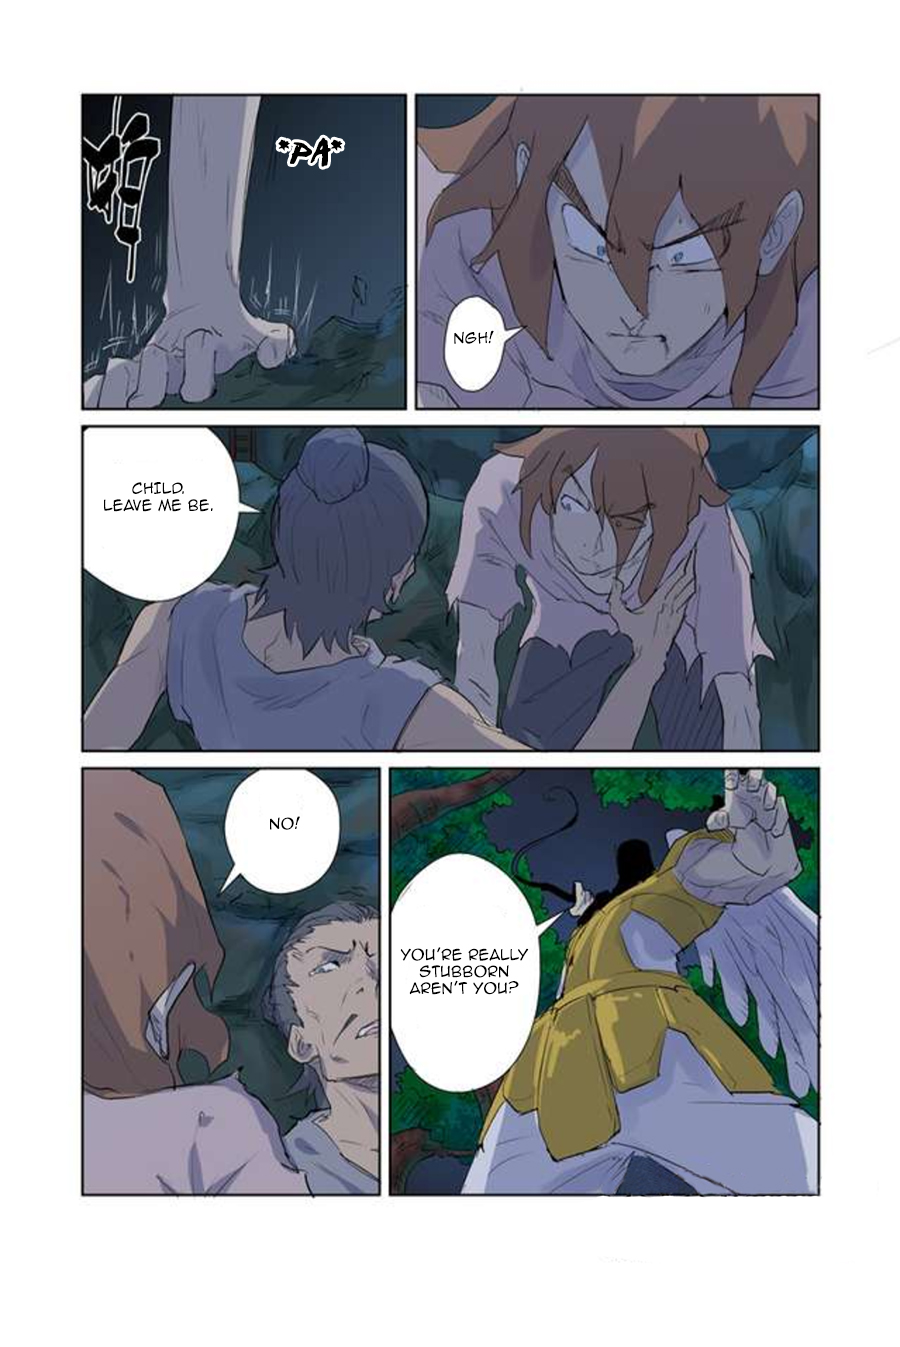 *PA*
NGH!
CHILD.
LEAVE ME BE.
NO!
YOU'RE REALLY
STUBBORN
AREN'T YOU?